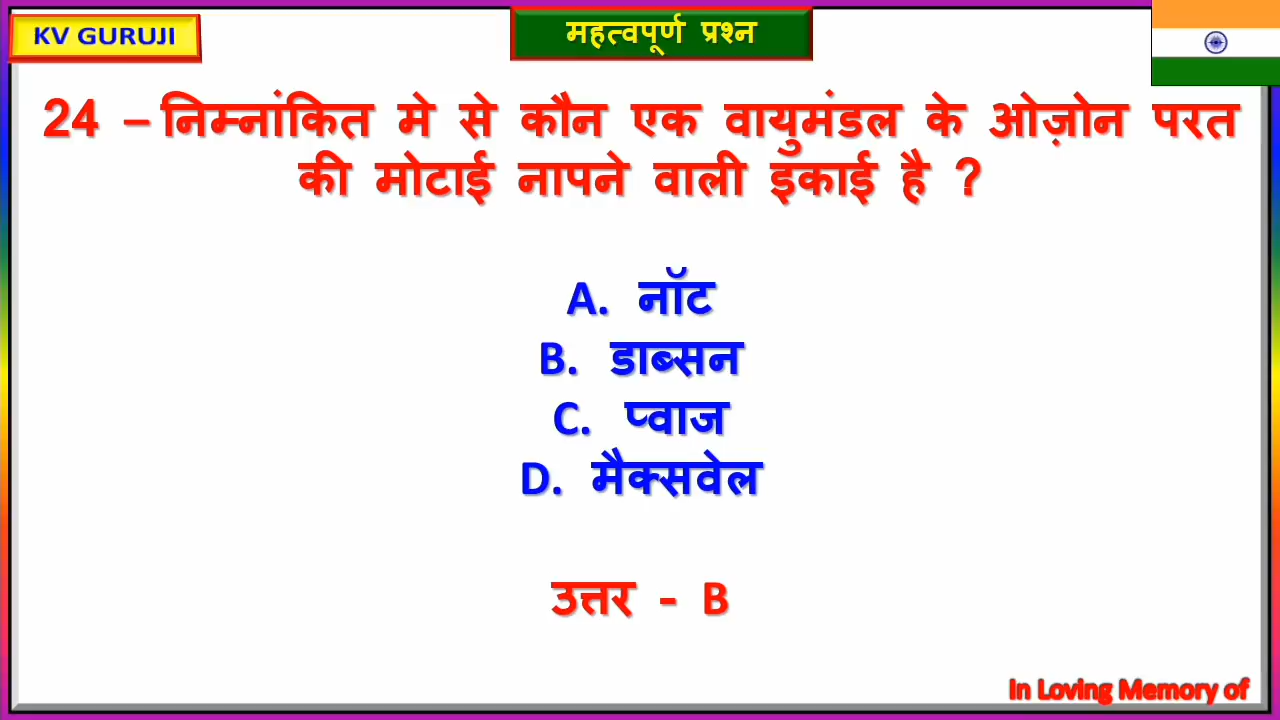 KV GURUJI
महत्वपूर्ण प्रश्न
24 – निम्नांकित मे से कौन एक वायुमंडल के ओज़ोन परत
की मोटाई नापने वाली इकाई है ?
A. नॉट
B. डाब्सन
C. प्वाज
D. मैक्सवेल
उत्तर - B
In Loving Memory of